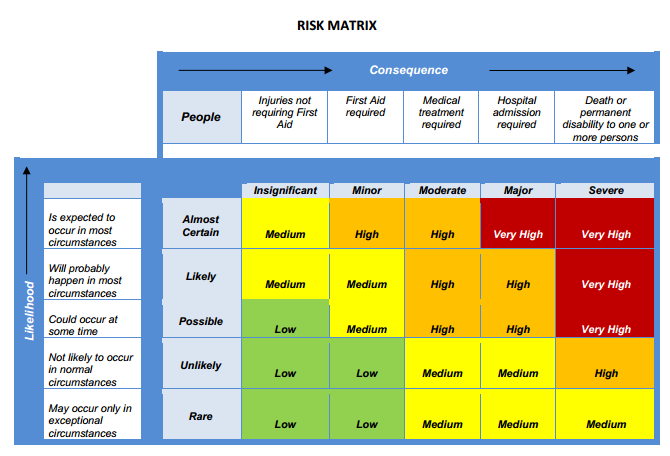 RISK MATRIX
Consequence
People
Injuries not
requiring First
Aid
First Aid
required
Medical
treatment
required
Hospital
admission
required
Death or
permanent
disability to one or
more persons
Insignificant
Minor
Moderate
Major
Severe
Likelihood
Is expected to
occur in most
circumstances
Almost
Certain
Medium
High
High
Very High
Very High
Will probably
happen in most
circumstances
Likely
Medium
Medium
High
High
Very High
Could occur at
some time
Possible
Low
Medium
High
High
Very High
Not likely to occur
in normal
circumstances
Unlikely
Low
Low
Medium
Medium
High
May occur only in
exceptional
circumstances
Rare
Low
Low
Medium
Medium
Medium